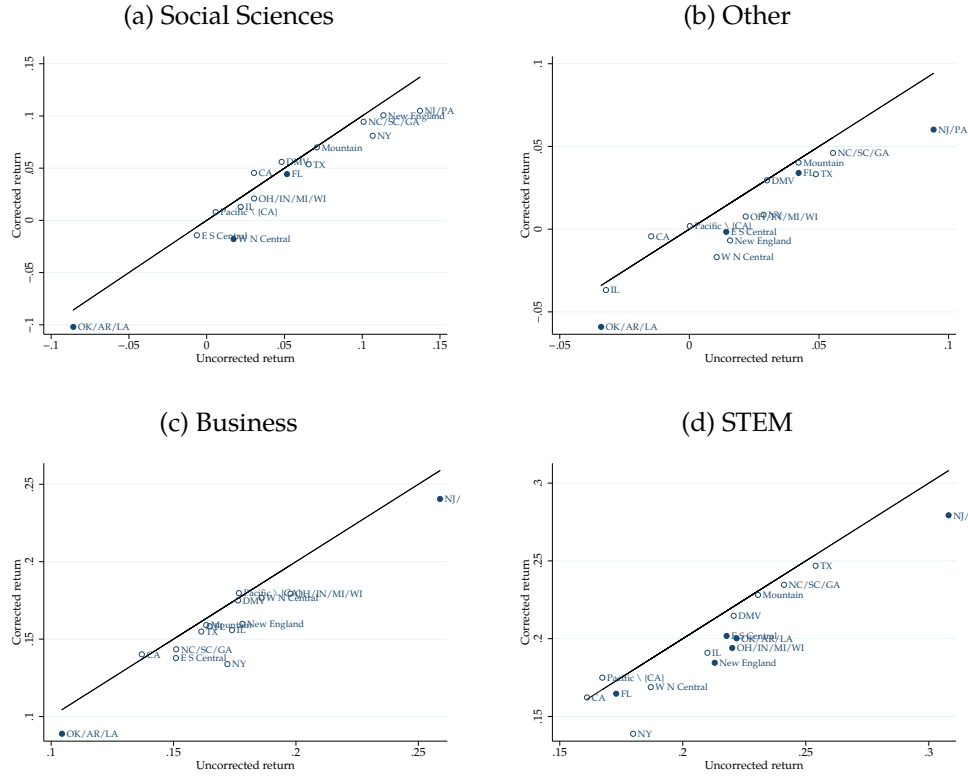 (a) Social Sciences
(b) Other
.15
.1
.05
0
−.05
−.1
Corrected return
NJ/PA
New England
NC/SC/GA
NY
Mountain
DMV
TX
CA
FL
OH/IN/MI/WI
IL
Pacific \ {CA}
E S Central
W N Central
OK/AR/LA
−.1
−.05
0
.05
.1
.15
Uncorrected return
.1
.05
0
−.05
Corrected return
NJ/PA
NC/SC/GA
Mountain
FL
TX
DMV
NY
OH/IN/MI/WI
Pacific \ {CA}
E S Central
CA
New England
W N Central
IL
OK/AR/LA
−.05
0
.05
.1
Uncorrected return
(c) Business
(d) STEM
.25
.2
.15
.1
Corrected return
NJ/
Pacific \ {CA}
OH/IN/MI/WI
W N Central
DMV
Mountain
FL
New England
TX
IL
NC/SC/GA
CA
E S Central
NY
OK/AR/LA
.1
.15
.2
.25
Uncorrected return
.3
.25
.2
.15
Corrected return
NJ/
TX
NC/SC/GA
Mountain
DMV
E S Central
OK/AR/LA
OH/IN/MI/WI
IL
New England
Pacific \ {CA}
W N Central
CA
FL
NY
.15
.2
.25
.3
Uncorrected return